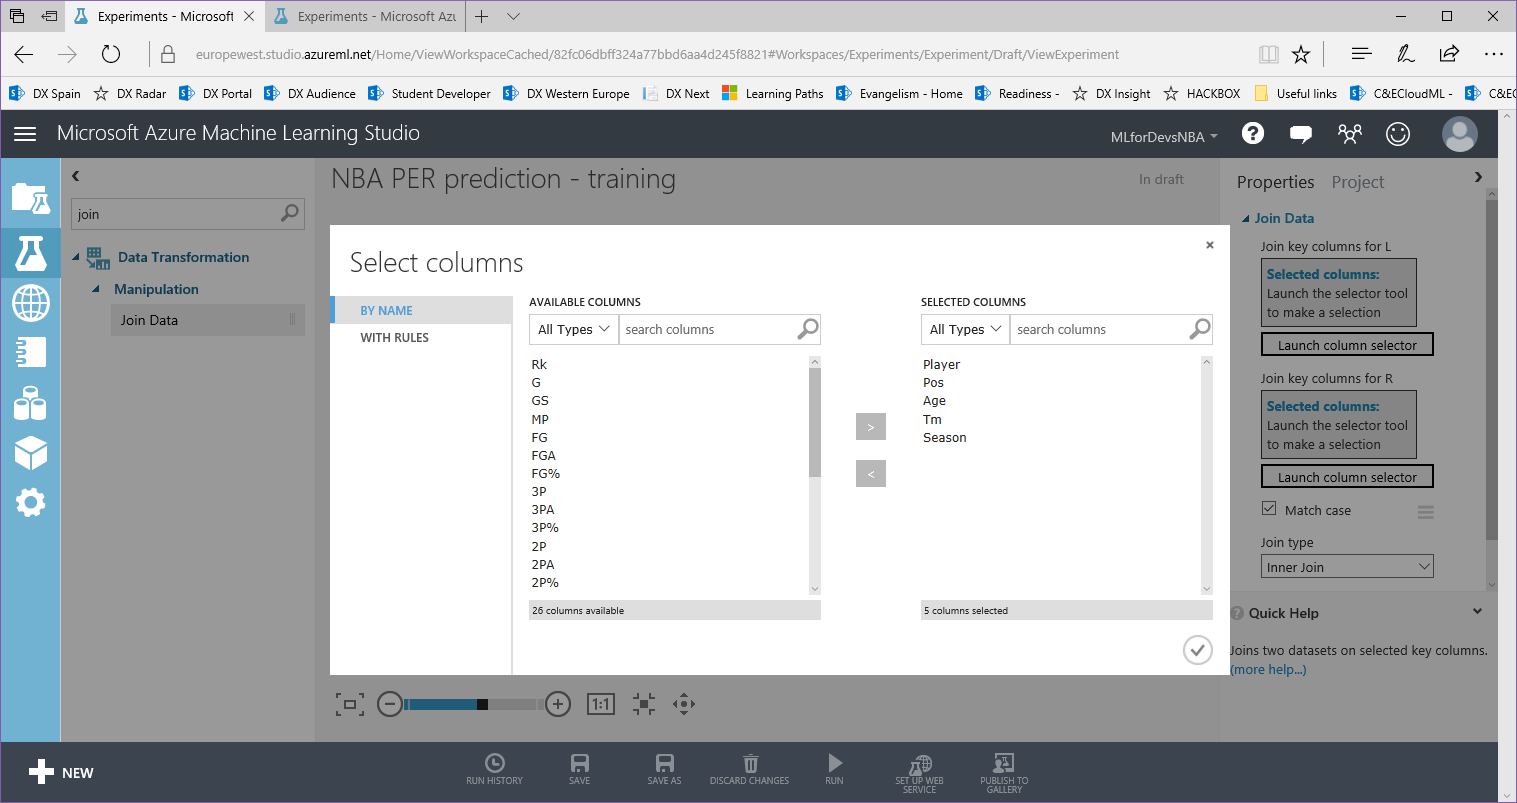 Experiments - Microsoft
Experiments - Microsoft Azu
europewest.studio.azureml.net/Home/ViewWorkspaceCached/82fc06dbff324a77bbd6aa4d245f8821#Workspaces/Experiments/Experiment/Draft/ViewExperiment
DX Spain DX Radar DX Portal DX Audience Student Developer DX Western Europe DX Next Learning Paths Evangelism - Home Readiness - DX Insight HACKBOX Useful links C&ECloudML - C&EC
Microsoft Azure Machine Learning Studio
MLforDevsNBA
join
Data Transformation
Manipulation
Join Data
NBA PER prediction - training
In draft
Select columns
BY NAME
WITH RULES
AVAILABLE COLUMNS
All Types search columns
Rk
G
GS
MP
FG
FGA
FG%
3P
3PA
3P%
2P
2PA
2P%
26 columns available
>
<
SELECTED COLUMNS
All Types search columns
Player
Pos
Age
Tm
Season
5 columns selected
1:1
Properties Project
Join Data
Join key columns for L
Selected columns:
Launch the selector tool
to make a selection
Launch column selector
Join key columns for R
Selected columns:
Launch the selector tool
to make a selection
Launch column selector
Match case
Join type
Inner Join
Quick Help
Joins two datasets on selected key columns.
(more help...)
NEW
RUN HISTORY
SAVE
SAVE AS
DISCARD CHANGES
RUN
SET UP WEB
SERVICE
PUBLISH TO
GALLERY